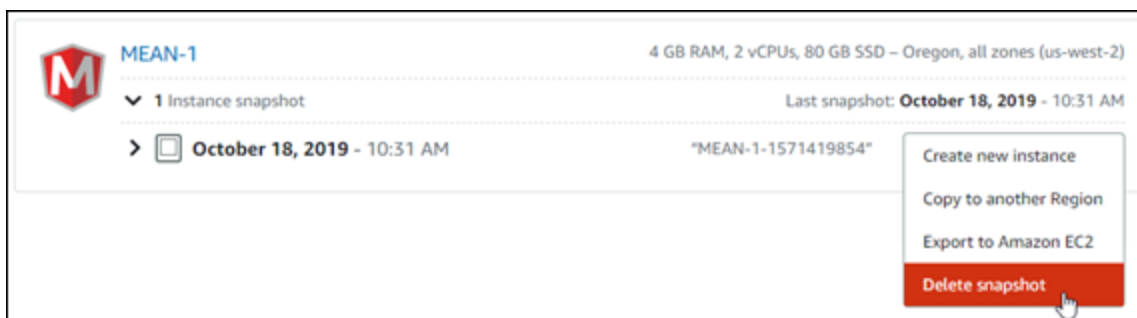 M
MEAN-1
4 GB RAM, 2 vCPUs, 80 GB SSD – Oregon, all zones (us-west-2)
1 Instance snapshot
Last snapshot: October 18, 2019 - 10:31 AM
October 18, 2019 - 10:31 AM
"MEAN-1-1571419854"
Create new instance
Copy to another Region
Export to Amazon EC2
Delete snapshot